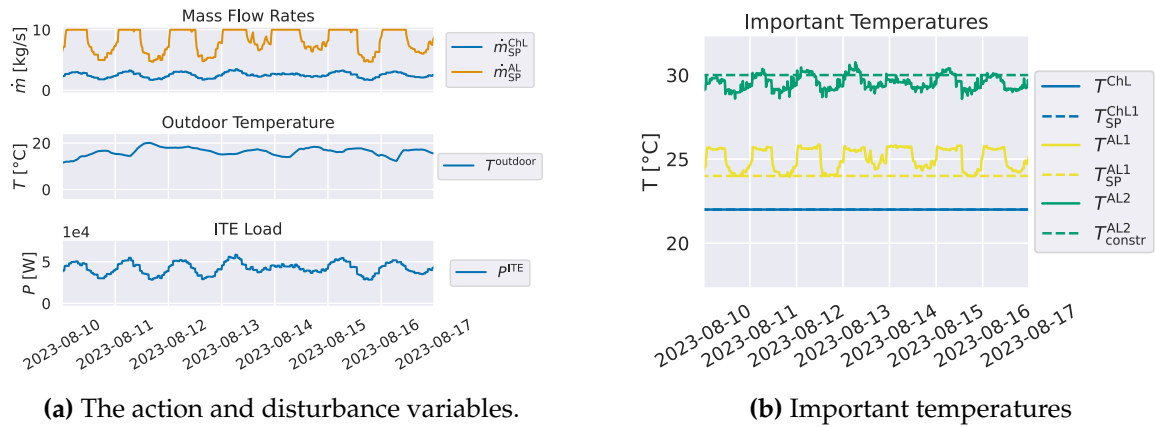 Mass Flow Rates
10
0
ṁ [kg/s]
ṁ_SP^ChL
ṁ_SP^AL
Outdoor Temperature
20
0
T [°C]
T^outdoor
ITE Load
1e4
5
0
P [W]
P^ITE
2023-08-10
2023-08-11
2023-08-12
2023-08-13
2023-08-14
2023-08-15
2023-08-16
2023-08-17
(a) The action and disturbance variables.
Important Temperatures
30
25
20
T [°C]
T^ChL
T_SP^ChL1
T^AL1
T_SP^AL1
T^AL2
T_constr^AL2
2023-08-10
2023-08-11
2023-08-12
2023-08-13
2023-08-14
2023-08-15
2023-08-16
2023-08-17
(b) Important temperatures